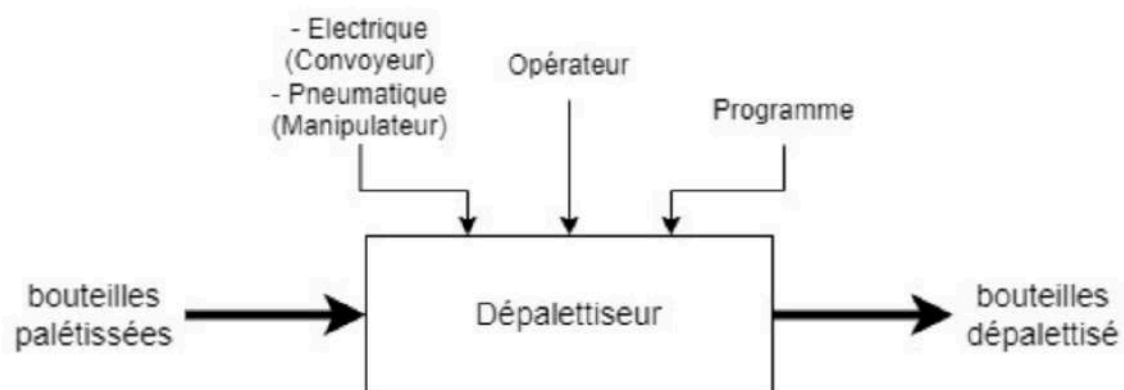 - Electrique
(Convoyeur)
- Pneumatique
(Manipulateur)
Opérateur
Programme
bouteilles
palétissées
Dépalettiseur
bouteilles
dépalettisé